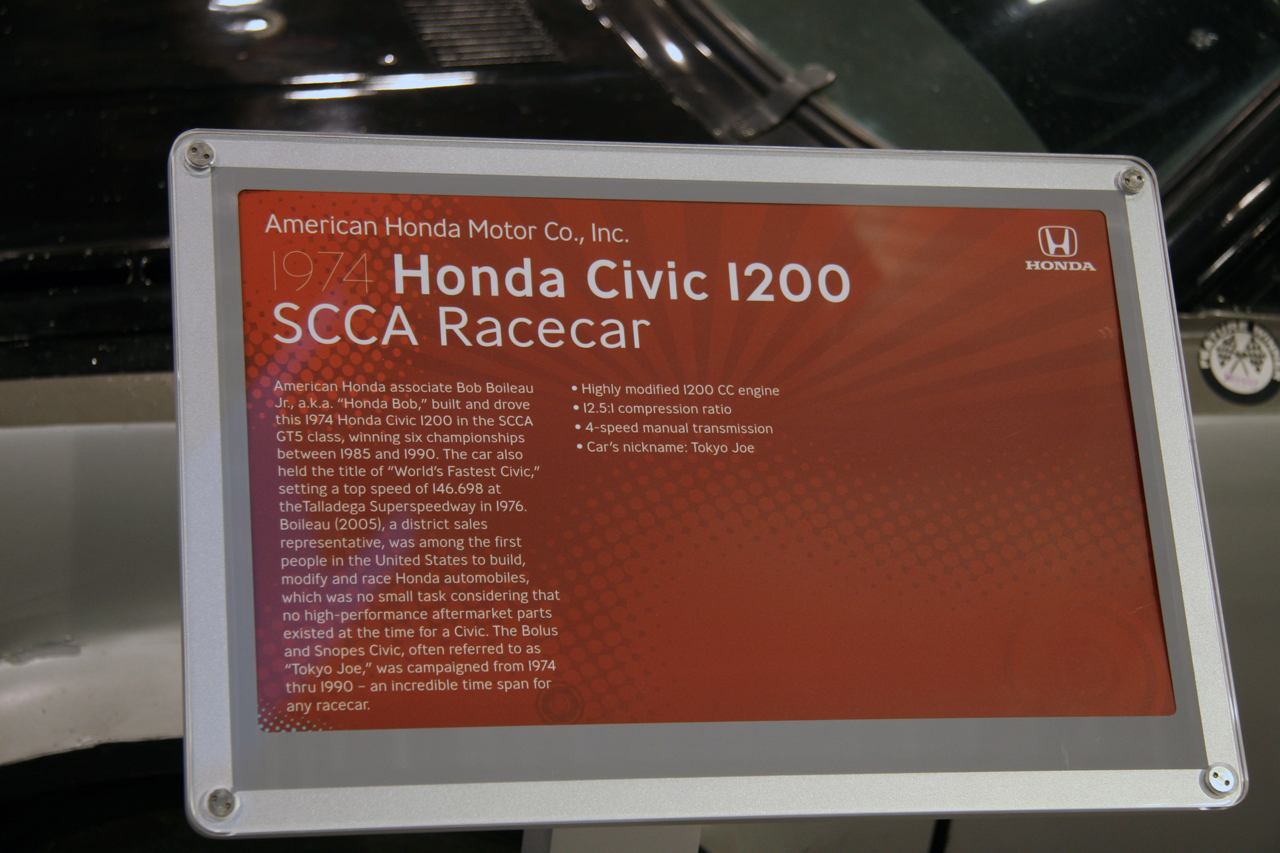 American Honda Motor Co., Inc.
1974 Honda Civic 1200
SCCA Racecar
HONDA
American Honda associate Bob Boileau
Jr., a.k.a. “Honda Bob,” built and drove
this 1974 Honda Civic 1200 in the SCCA
GT5 class, winning six championships
between 1985 and 1990. The car also
held the title of “World’s Fastest Civic,”
setting a top speed of 146.698 at
theTalladega Superspeedway in 1976.
Boileau (2005), a district sales
representative, was among the first
people in the United States to build,
modify and race Honda automobiles,
which was no small task considering that
no high-performance aftermarket parts
existed at the time for a Civic. The Bolus
and Snopes Civic, often referred to as
“Tokyo Joe,” was campaigned from 1974
thru 1990 – an incredible time span for
any racecar.
• Highly modified 1200 CC engine
• 12.5:1 compression ratio
• 4-speed manual transmission
• Car’s nickname: Tokyo Joe